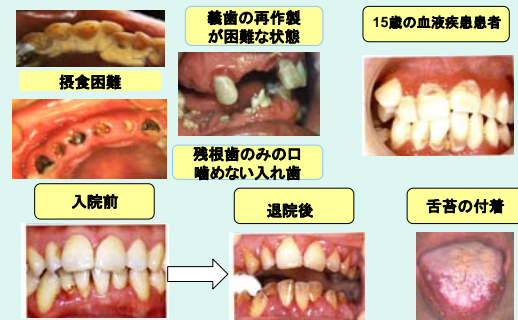 義歯の再作製
が困難な状態
15歳の血液疾患患者
摂食困難
残根歯のみの口
噛めない入れ歯
入院前
退院後
舌苔の付着